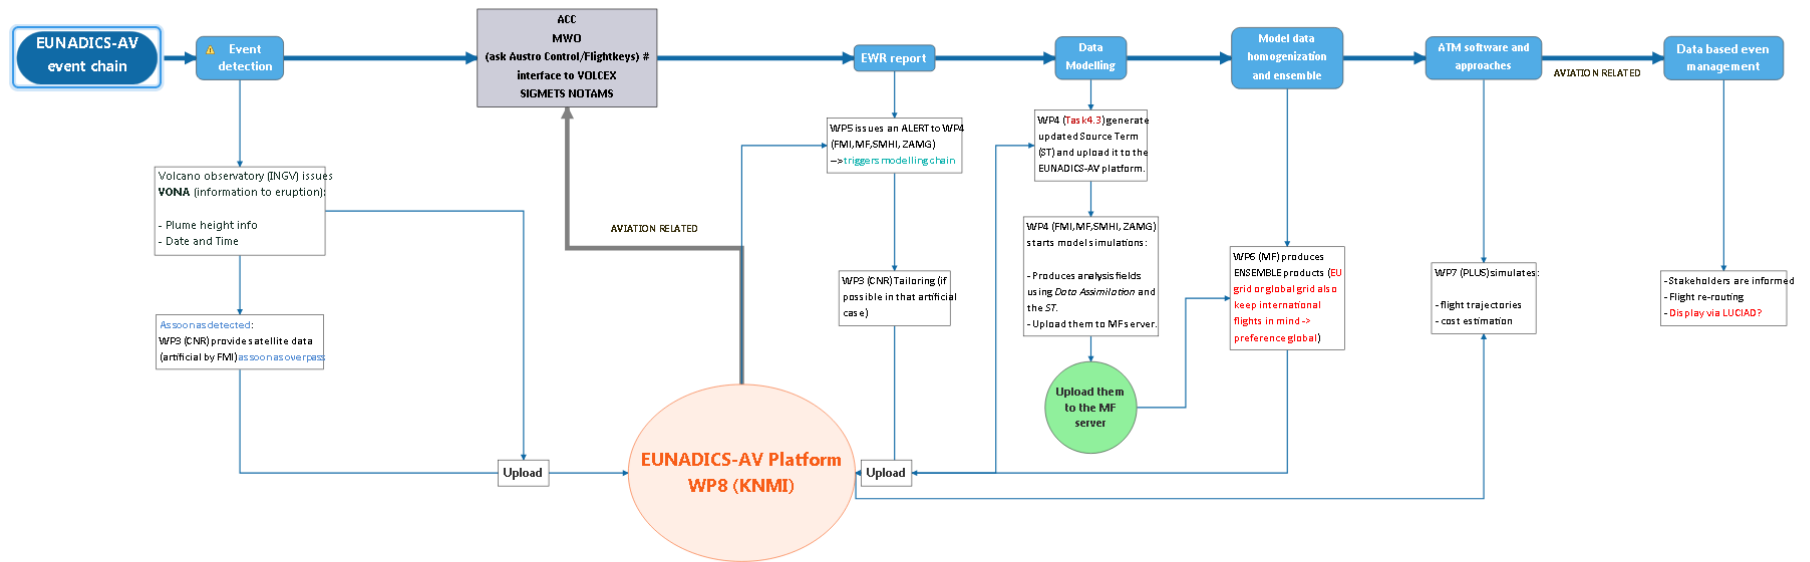 EUNADICS-AV
event chain
Event
detection
ACC
MWO
(ask Austro Control/Flightkeys) #
interface to VOLCEX
SIGMETS NOTAMS
EWR report
Data
Modelling
Model data
homogenization
and ensemble
ATM software and
approaches
AVIATION RELATED
Data based even
management
Volcano observatory (INGV) issues
VONA (information to eruption):
- Plume height info
- Date and Time
As soon as detected:
WP3 (CNR) provide satellite data
(artificial by FMI) as soon as overpass
Upload
AVIATION RELATED
EUNADICS-AV Platform
WP8 (KNMI)
WP5 issues an ALERT to WP4
(FMI, MF, SMHI, ZAMG)
--> triggers modelling chain
WP3 (CNR) Tailoring (if
possible in that artificial
case)
Upload
WP4 (Task4.3) generate
updated Source Term
(ST) and upload it to the
EUNADICS-AV platform.
WP4 (FMI, MF, SMHI, ZAMG)
starts model simulations:
- Produces analysis fields
using Data Assimilation and
the ST.
- Upload them to MF server.
Upload them
to the MF
server
WP6 (MF) produces
ENSEMBLE products (EU
grid or global grid also
keep international
flights in mind ->
preference global)
WP7 (PLUS) simulates:
- flight trajectories
- cost estimation
-Stakeholders are informed
- Flight re-routing
- Display via LUCIAD?